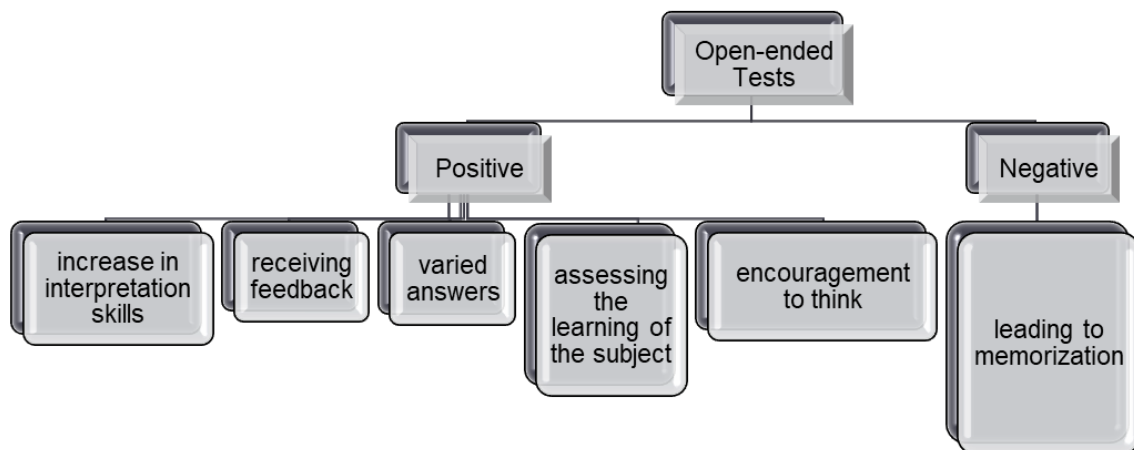 Open-ended
Tests
Positive
Negative
increase in
interpretation
skills
receiving
feedback
varied
answers
assessing
the
learning of
the subject
encouragement
to think
leading to
memorization